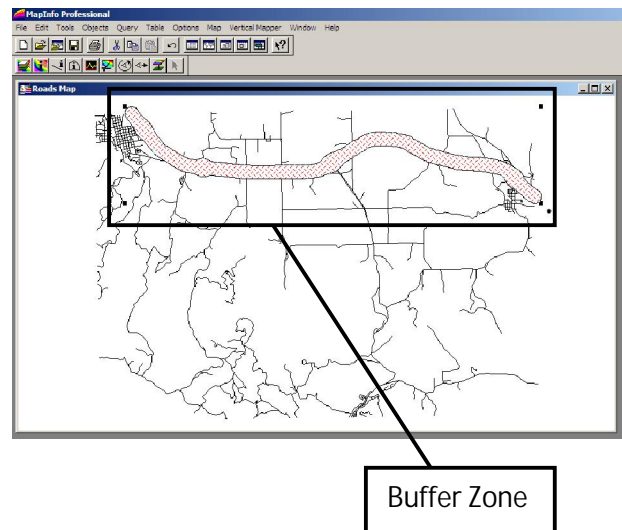 MapInfo Professional
File Edit Tools Objects Query Table Options Map Vertical Mapper Window Help
Roads Map
Buffer Zone